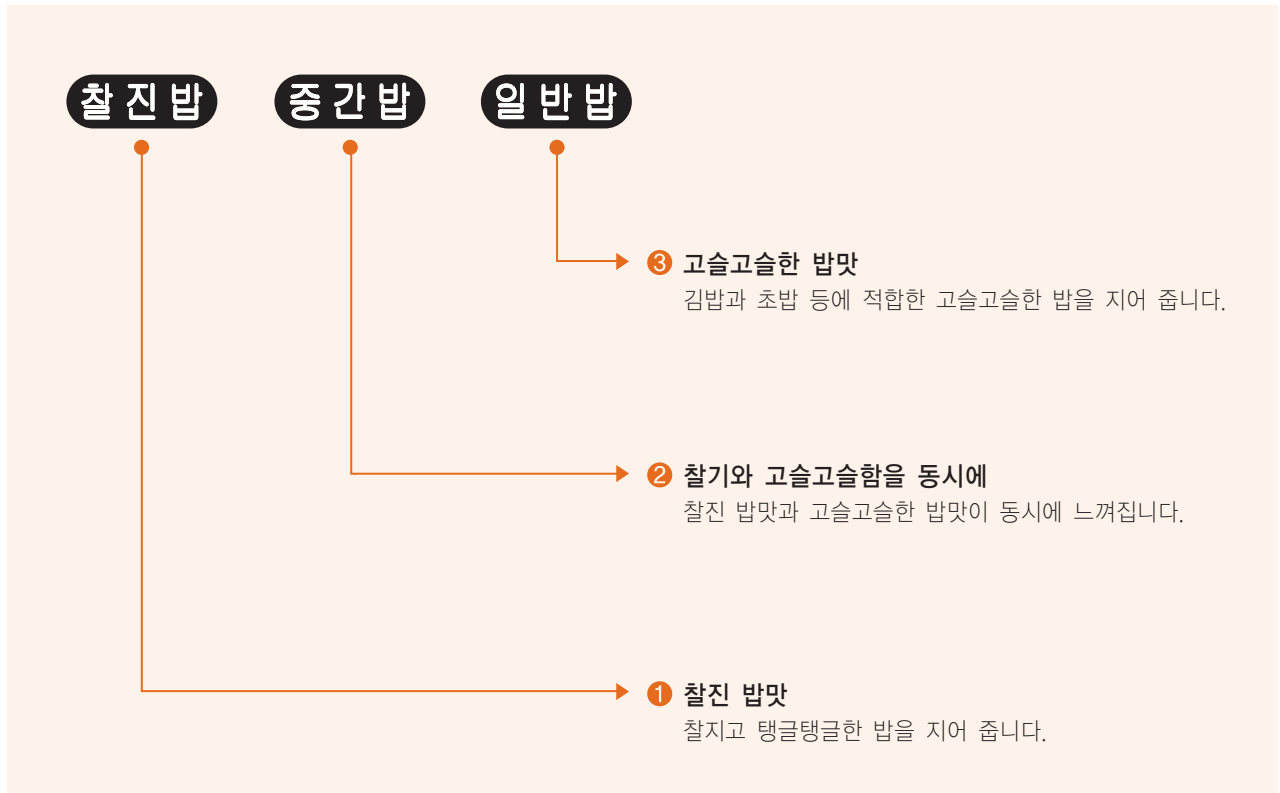 찰진밥 중간밥 일반밥
❸ 고슬고슬한 밥맛
김밥과 초밥 등에 적합한 고슬고슬한 밥을 지어 줍니다.
❷ 찰기와 고슬고슬함을 동시에
찰진 밥맛과 고슬고슬한 밥맛이 동시에 느껴집니다.
❶ 찰진 밥맛
찰지고 탱글탱글한 밥을 지어 줍니다.